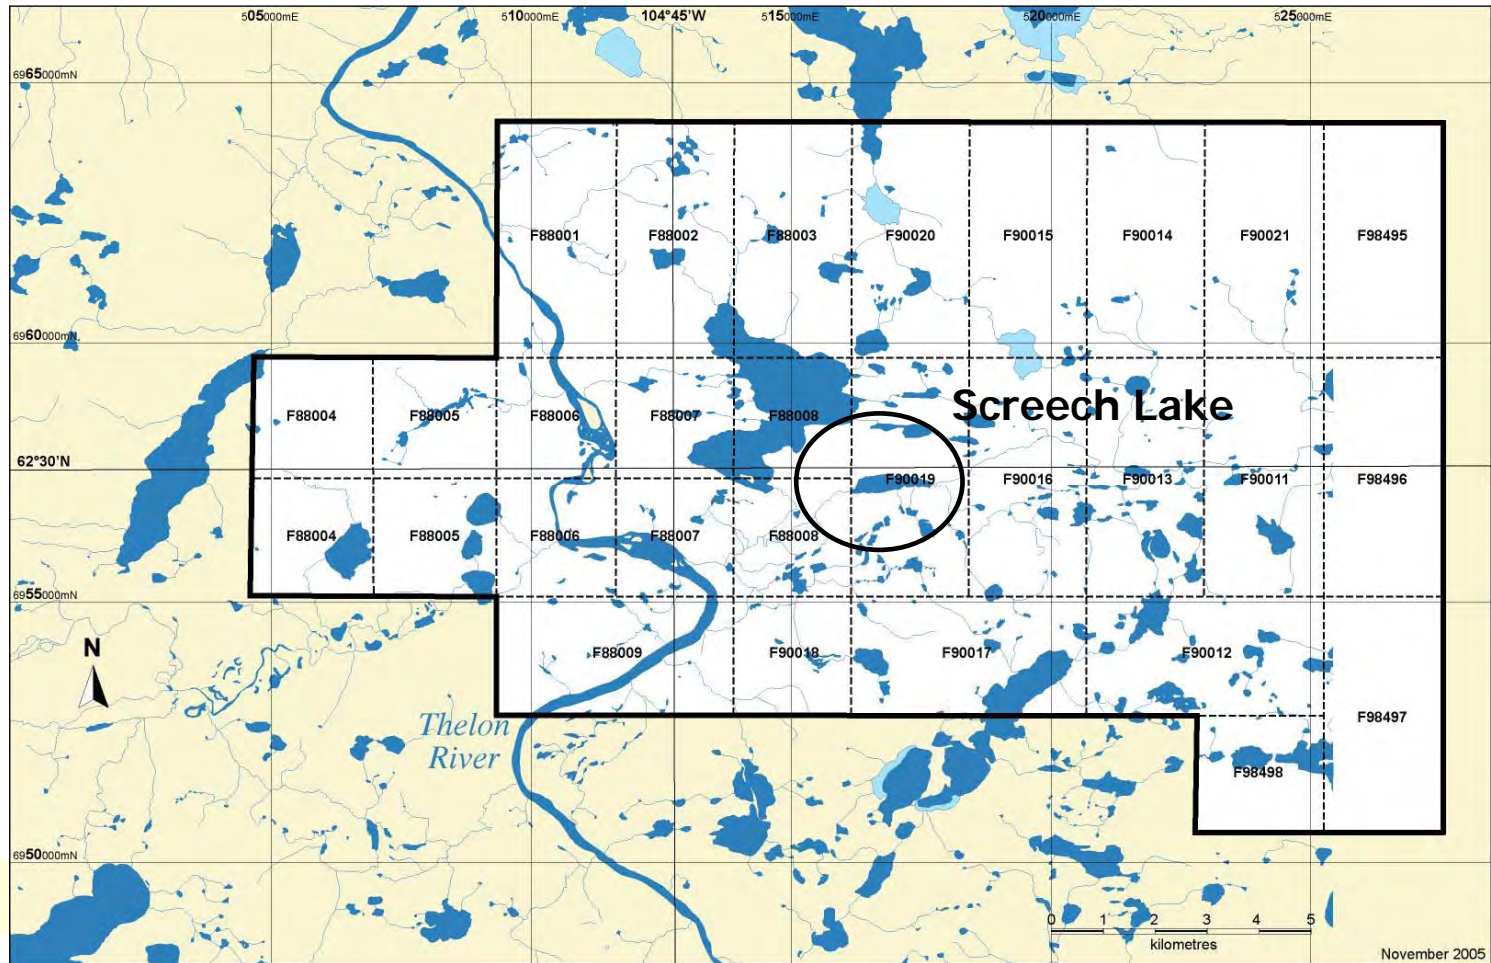 505000mE 510000mE 104°45'W 515000mE 520000mE 525000mE
6965000mN
F88001 F88002 F88003 F90020 F90015 F90014 F90021 F98495
6960000mN
Screech Lake
F88004 F88005 F88006 F88007 F88008
62°30'N
F90019 F90016 F90013 F90011 F98496
F88004 F88005 F88006 F88007 F88008
6955000mN
N
F88009 F90018 F90017 F90012
Thelon
River
F98497
F98498
6950000mN
0 1 2 3 4 5
kilometres
November 2005